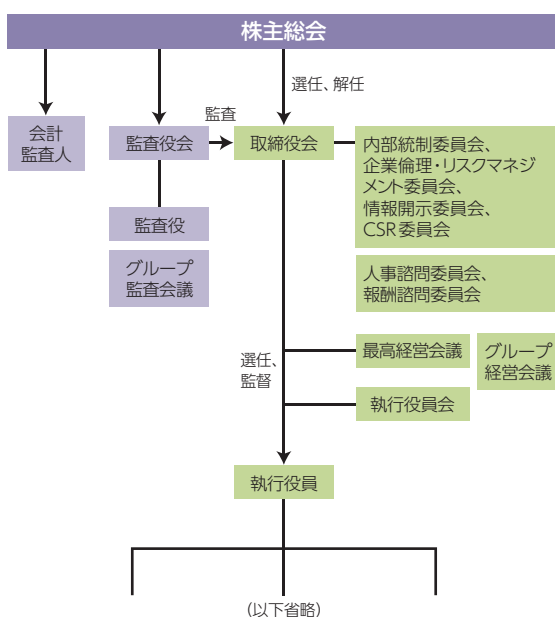 株主総会
選任、解任
会計
監査人
監査役会
監査
取締役会
内部統制委員会、
企業倫理・リスクマネジ
メント委員会、
情報開示委員会、
CSR委員会
監査役
グループ
監査会議
人事諮問委員会、
報酬諮問委員会
選任、
監督
最高経営会議
グループ
経営会議
執行役員会
執行役員
(以下省略)